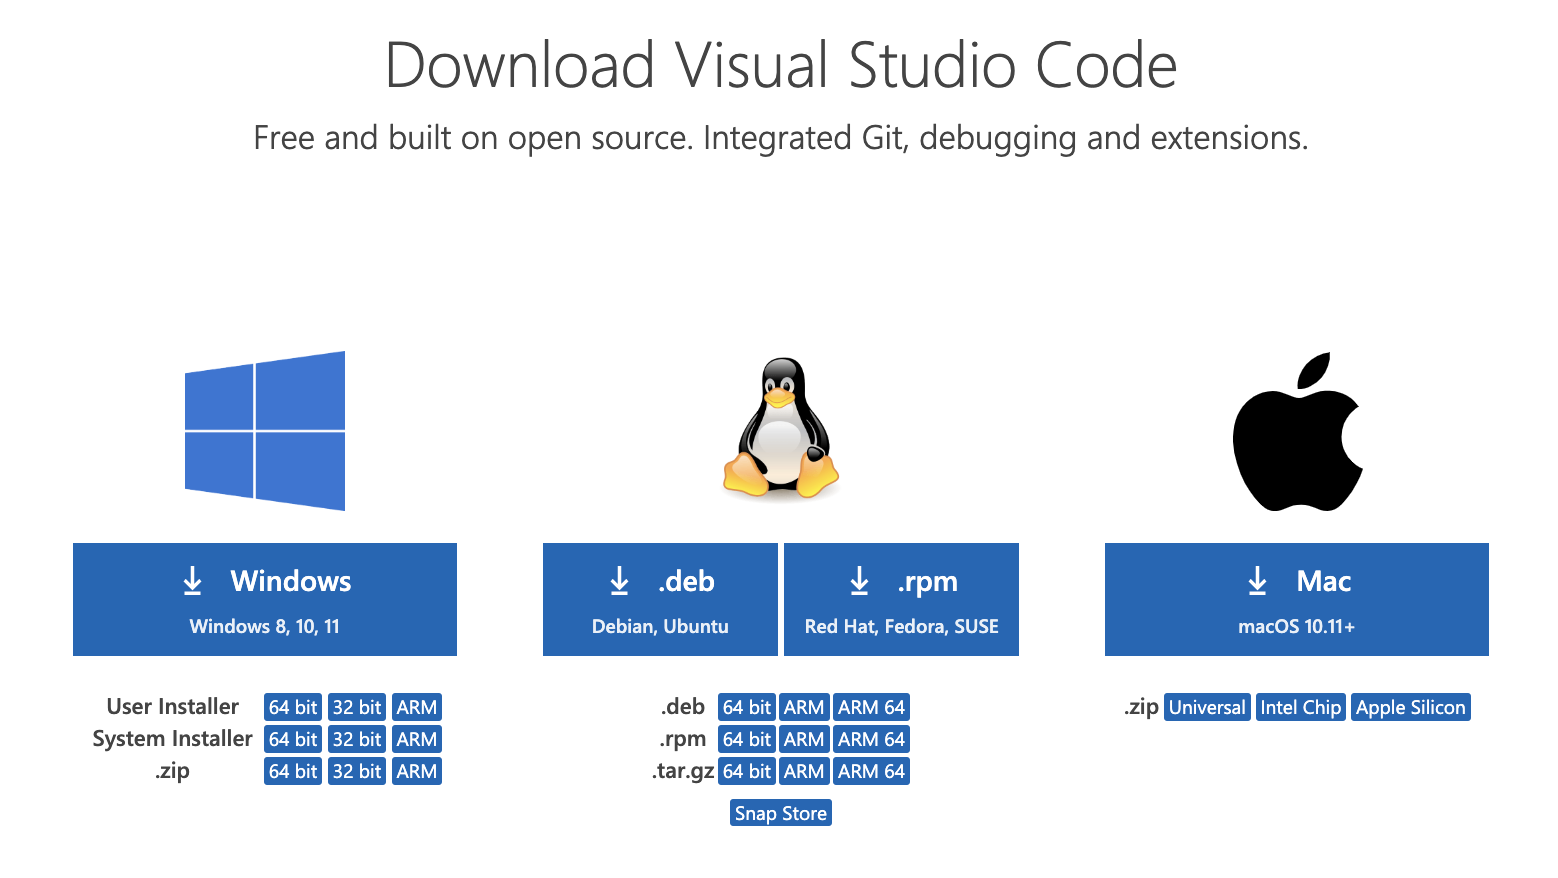 Download Visual Studio Code
Free and built on open source. Integrated Git, debugging and extensions.
Windows
Windows 8, 10, 11
User Installer 64 bit 32 bit ARM
System Installer 64 bit 32 bit ARM
.zip 64 bit 32 bit ARM
.deb
Debian, Ubuntu
.rpm
Red Hat, Fedora, SUSE
.deb 64 bit ARM ARM 64
.rpm 64 bit ARM ARM 64
.tar.gz 64 bit ARM ARM 64
Snap Store
Mac
macOS 10.11+
.zip Universal Intel Chip Apple Silicon